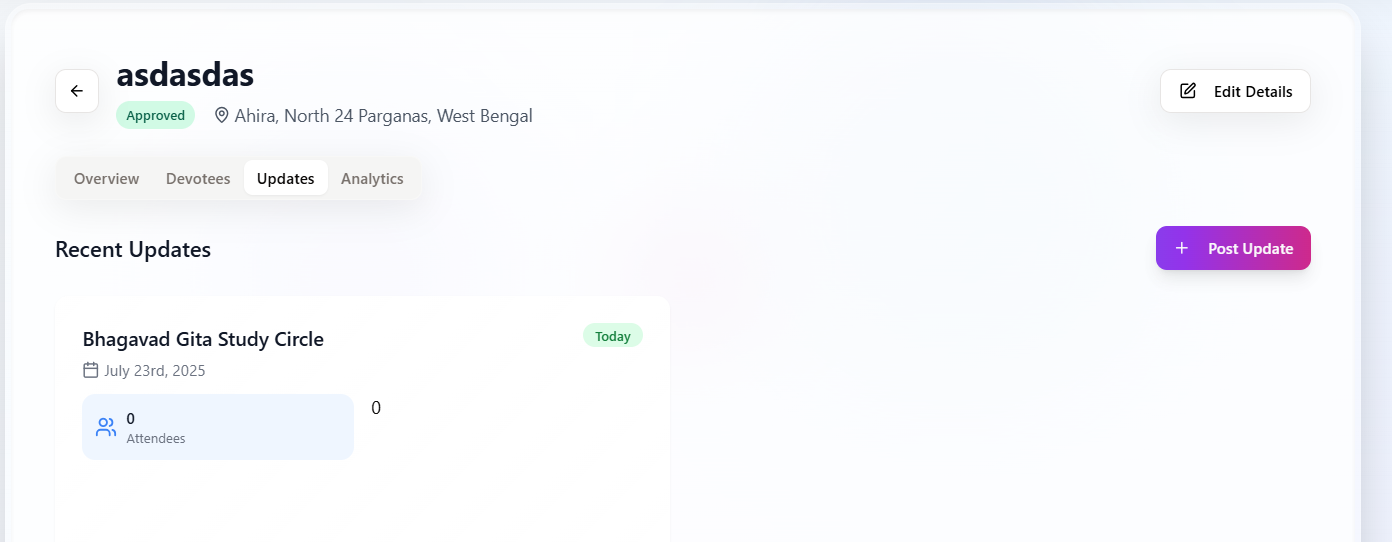 asdasdas
Edit Details
Approved
Ahira, North 24 Parganas, West Bengal
Overview Devotees Updates Analytics
Recent Updates
Post Update
Bhagavad Gita Study Circle
Today
July 23rd, 2025
0
Attendees
0